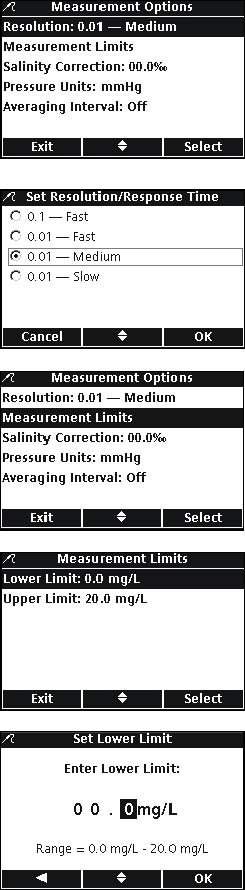 Measurement Options
Resolution: 0.01 — Medium
Measurement Limits
Salinity Correction: 00.0‰
Pressure Units: mmHg
Averaging Interval: Off
Exit Select
Set Resolution/Response Time
0.1 — Fast
0.01 — Fast
0.01 — Medium
0.01 — Slow
Cancel OK
Measurement Options
Resolution: 0.01 — Medium
Measurement Limits
Salinity Correction: 00.0‰
Pressure Units: mmHg
Averaging Interval: Off
Exit Select
Measurement Limits
Lower Limit: 0.0 mg/L
Upper Limit: 20.0 mg/L
Exit Select
Set Lower Limit
Enter Lower Limit:
0 0 . 0 mg/L
Range = 0.0 mg/L - 20.0 mg/L
OK